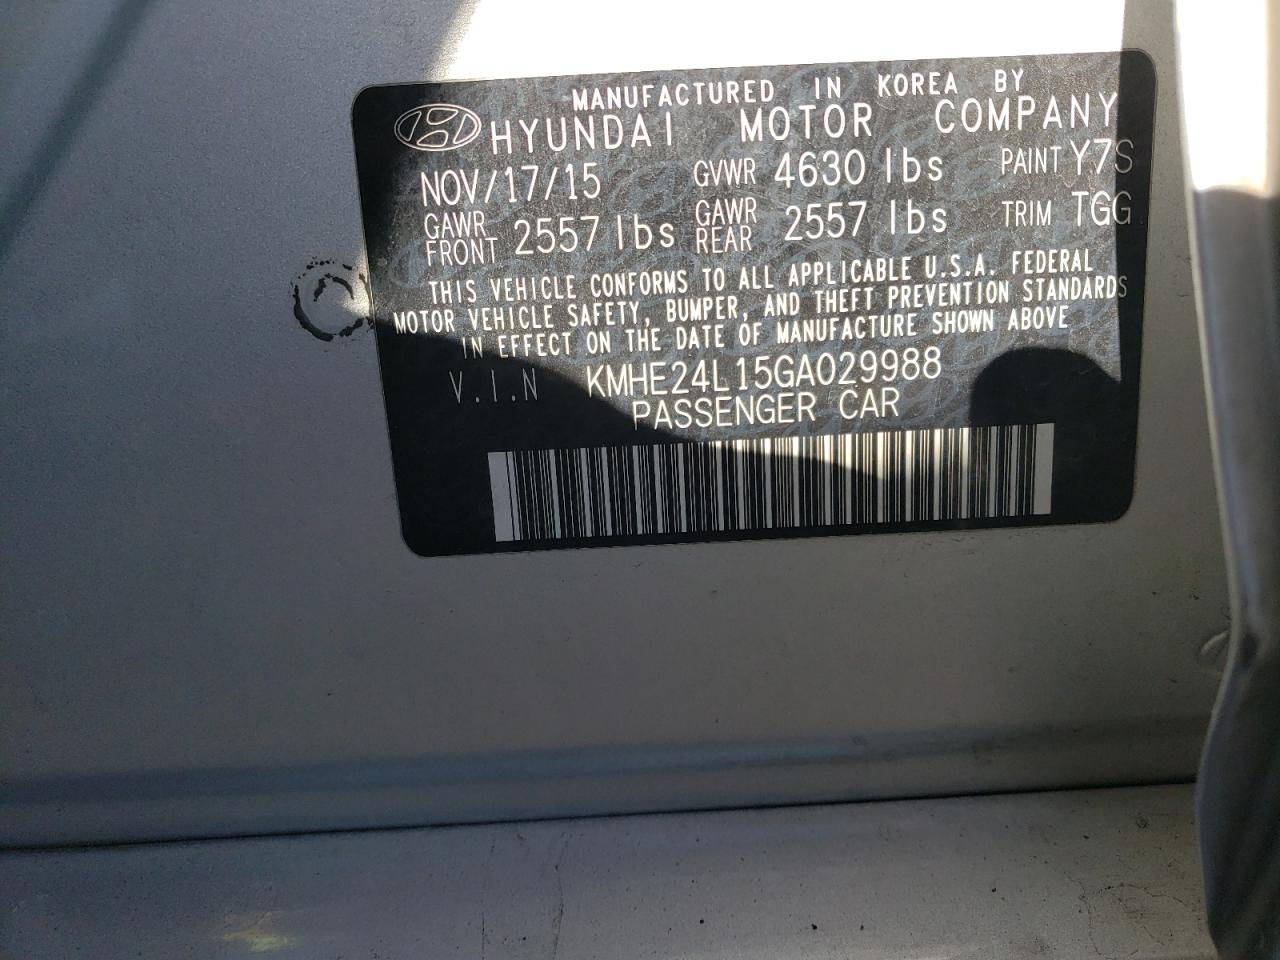 MANUFACTURED IN KOREA BY
HYUNDAI MOTOR COMPANY
NOV/17/15 GVWR 4630 lbs PAINT Y7S
GAWR FRONT 2557 lbs GAWR REAR 2557 lbs TRIM TGG
THIS VEHICLE CONFORMS TO ALL APPLICABLE U.S.A. FEDERAL
MOTOR VEHICLE SAFETY, BUMPER, AND THEFT PREVENTION STANDARDS
IN EFFECT ON THE DATE OF MANUFACTURE SHOWN ABOVE
V.I.N KMHE24L15GA029988
PASSENGER CAR